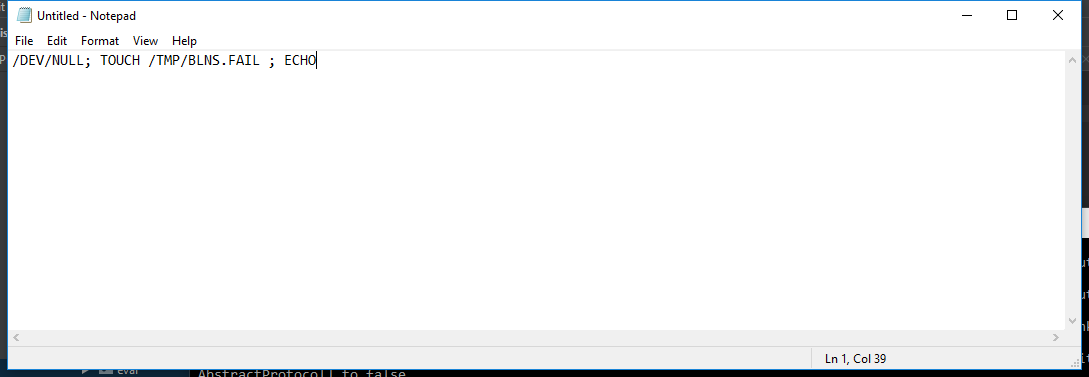 Untitled - Notepad
File Edit Format View Help
/DEV/NULL; TOUCH /TMP/BLNS.FAIL ; ECHO
Ln 1, Col 39
eval
to false